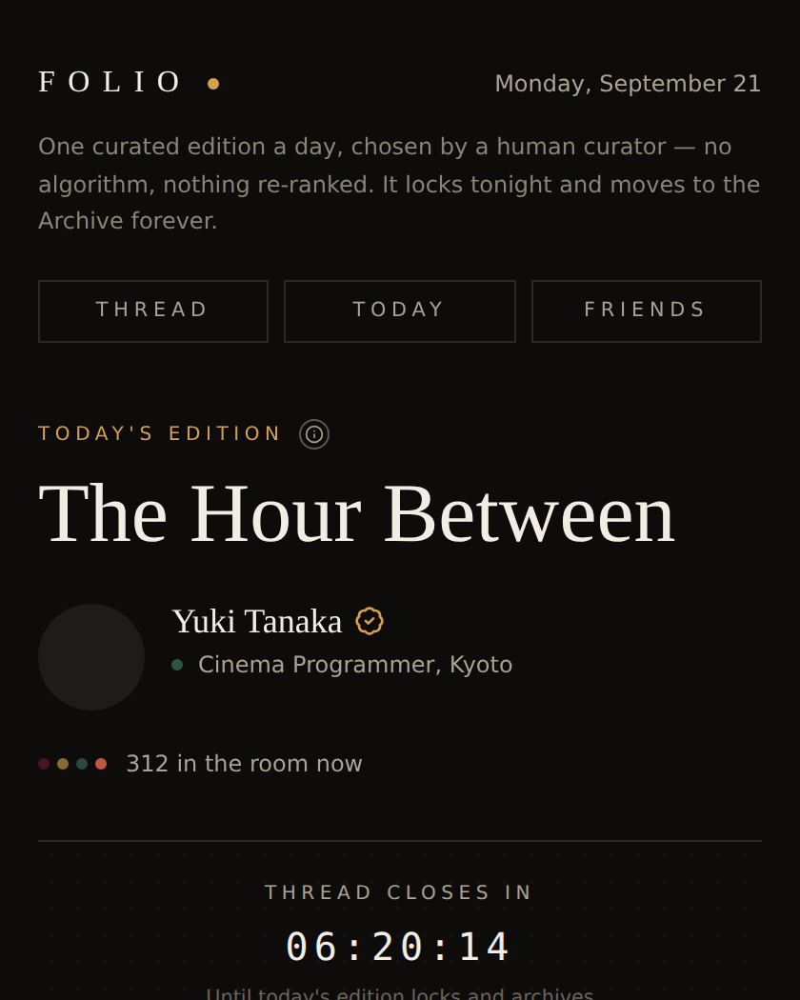 FOLIO
Monday, September 21
One curated edition a day, chosen by a human curator — no
algorithm, nothing re-ranked. It locks tonight and moves to the
Archive forever.
THREAD
TODAY
FRIENDS
TODAY'S EDITION
The Hour Between
Yuki Tanaka
Cinema Programmer, Kyoto
312 in the room now
THREAD CLOSES IN
06:20:14
Until today's edition locks and archives